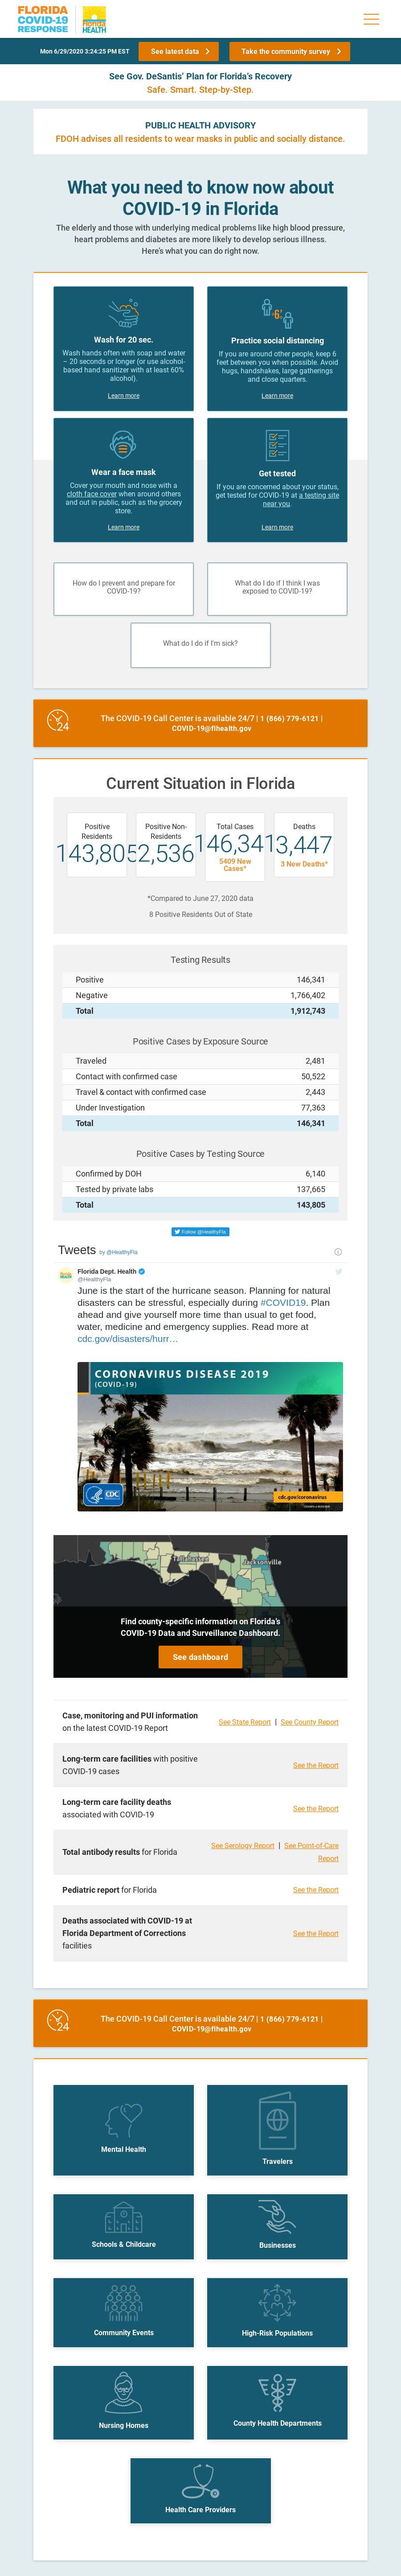 FLORIDA
COVID-19
RESPONSE
Florida
HEALTH
Mon 6/29/2020 3:24:25 PM EST
See latest data
Take the community survey
See Gov. DeSantis’ Plan for Florida’s Recovery
Safe. Smart. Step-by-Step.
PUBLIC HEALTH ADVISORY
FDOH advises all residents to wear masks in public and socially distance.
What you need to know now about
COVID-19 in Florida
The elderly and those with underlying medical problems like high blood pressure,
heart problems and diabetes are more likely to develop serious illness.
Here’s what you can do right now.
Wash for 20 sec.
Wash hands often with soap and water
– 20 seconds or longer (or use alcohol-
based hand sanitizer with at least 60%
alcohol).
Learn more
6'
Practice social distancing
If you are around other people, keep 6
feet between you when possible. Avoid
hugs, handshakes, large gatherings
and close quarters.
Learn more
Wear a face mask
Cover your mouth and nose with a
cloth face cover when around others
and out in public, such as the grocery
store.
Learn more
Get tested
If you are concerned about your status,
get tested for COVID-19 at a testing site
near you.
Learn more
How do I prevent and prepare for
COVID-19?
What do I do if I think I was
exposed to COVID-19?
What do I do if I'm sick?
24
The COVID-19 Call Center is available 24/7 | 1 (866) 779-6121 |
COVID-19@flhealth.gov
Current Situation in Florida
Positive
Residents
143,805
Positive Non-
Residents
2,536
Total Cases
146,341
5409 New
Cases*
Deaths
3,447
3 New Deaths*
*Compared to June 27, 2020 data
8 Positive Residents Out of State
Testing Results
Positive 146,341
Negative 1,766,402
Total 1,912,743
Positive Cases by Exposure Source
Traveled 2,481
Contact with confirmed case 50,522
Travel & contact with confirmed case 2,443
Under Investigation 77,363
Total 146,341
Positive Cases by Testing Source
Confirmed by DOH 6,140
Tested by private labs 137,665
Total 143,805
Follow @HealthyFla
Tweets by @HealthyFla
Florida Dept. Health
@HealthyFla
June is the start of the hurricane season. Planning for natural
disasters can be stressful, especially during #COVID19. Plan
ahead and give yourself more time than usual to get food,
water, medicine and emergency supplies. Read more at
cdc.gov/disasters/hurr…
CORONAVIRUS DISEASE 2019
(COVID-19)
CDC
cdc.gov/coronavirus
Tallahassee
Jacksonville
Find county-specific information on Florida's
COVID-19 Data and Surveillance Dashboard.
See dashboard
Case, monitoring and PUI information
on the latest COVID-19 Report
See State Report | See County Report
Long-term care facilities with positive
COVID-19 cases
See the Report
Long-term care facility deaths
associated with COVID-19
See the Report
Total antibody results for Florida
See Serology Report | See Point-of-Care
Report
Pediatric report for Florida
See the Report
Deaths associated with COVID-19 at
Florida Department of Corrections
facilities
See the Report
24
The COVID-19 Call Center is available 24/7 | 1 (866) 779-6121 |
COVID-19@flhealth.gov
Mental Health
Travelers
Schools & Childcare
Businesses
Community Events
High-Risk Populations
Nursing Homes
County Health Departments
Health Care Providers